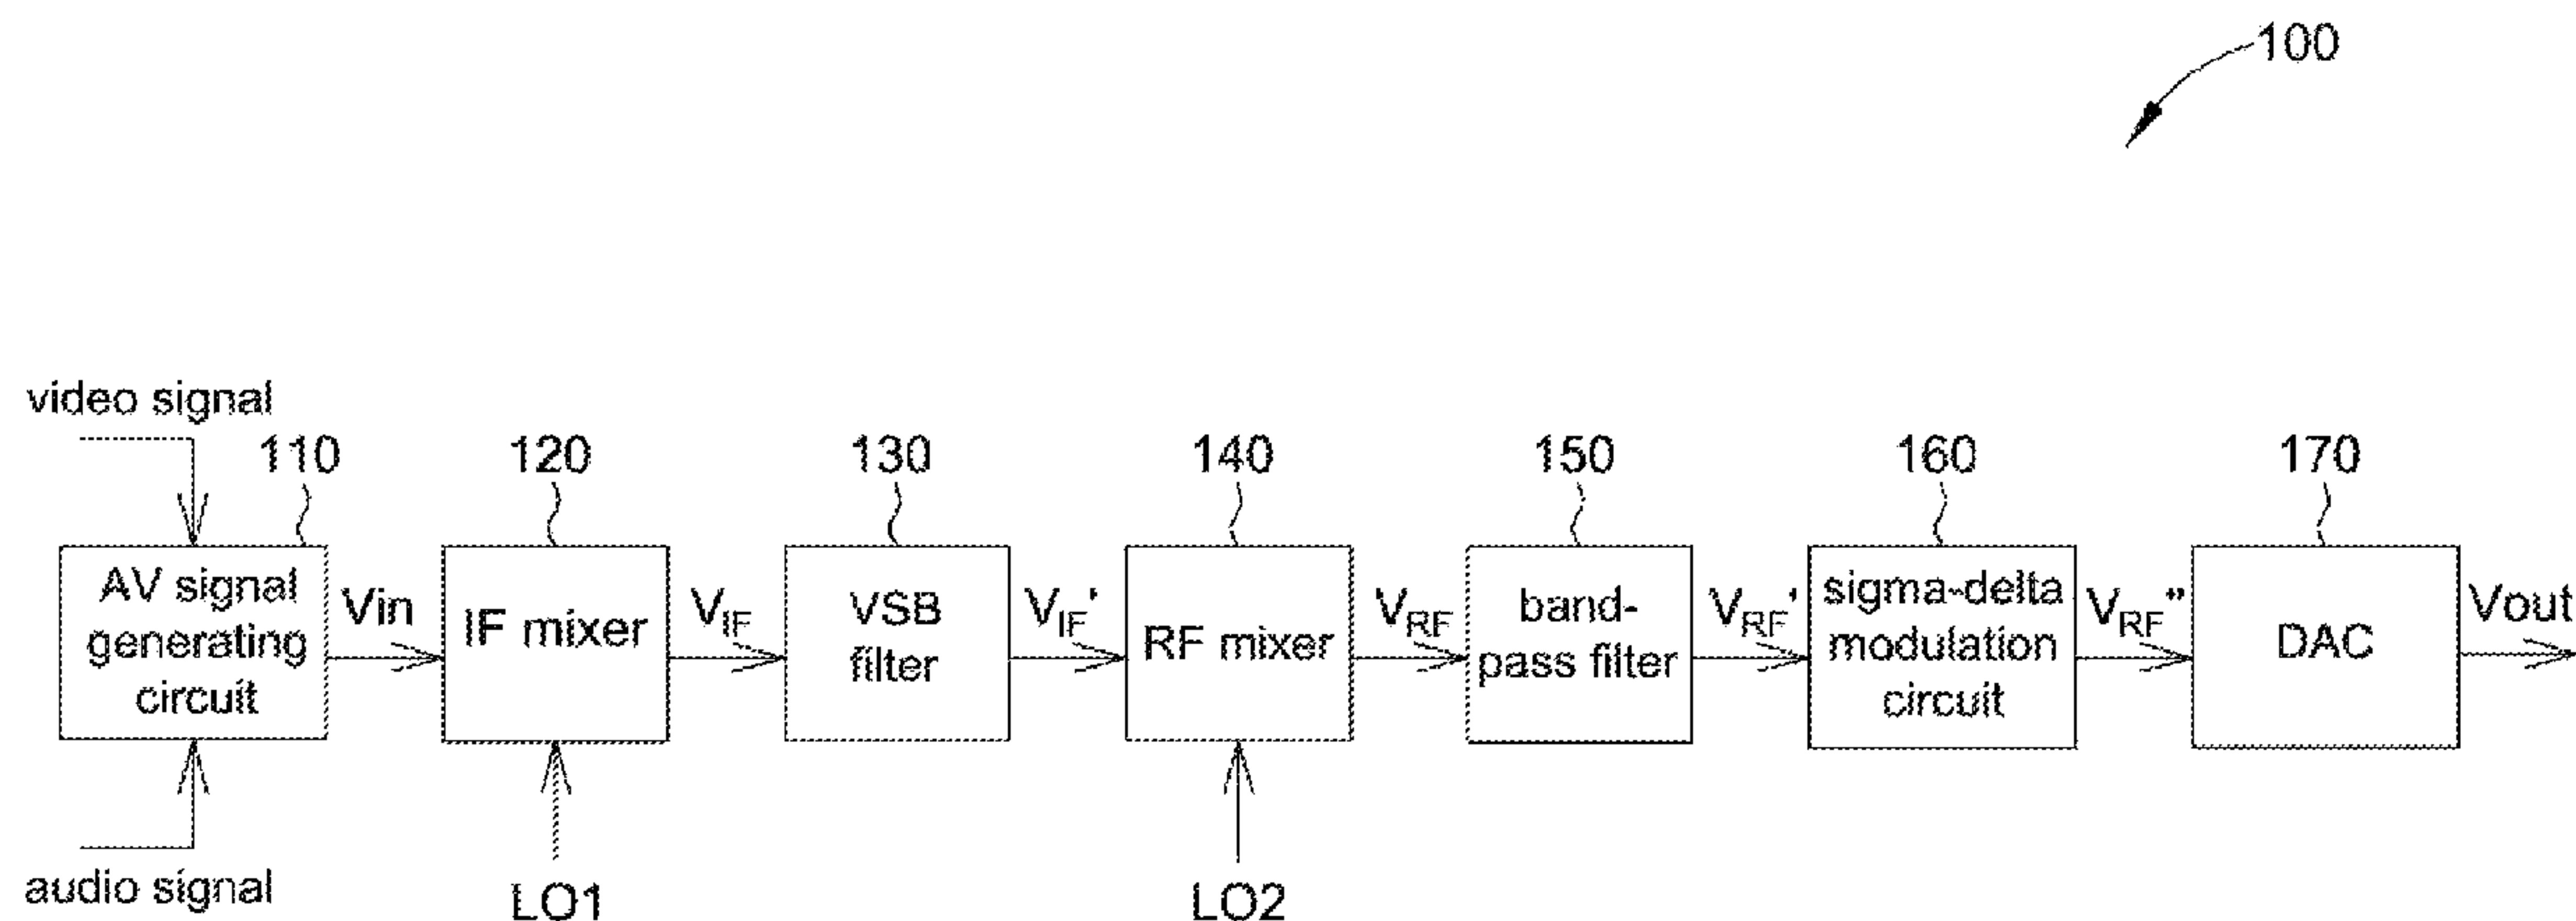 100
video signal
110
120
130
140
150
160
170
AV signal
generating
circuit
Vin
IF mixer
V_IF
VSB
filter
V_IF'
RF mixer
V_RF
band-
pass filter
V_RF'
sigma-delta
modulation
circuit
V_RF"
DAC
Vout
audio signal
LO1
LO2